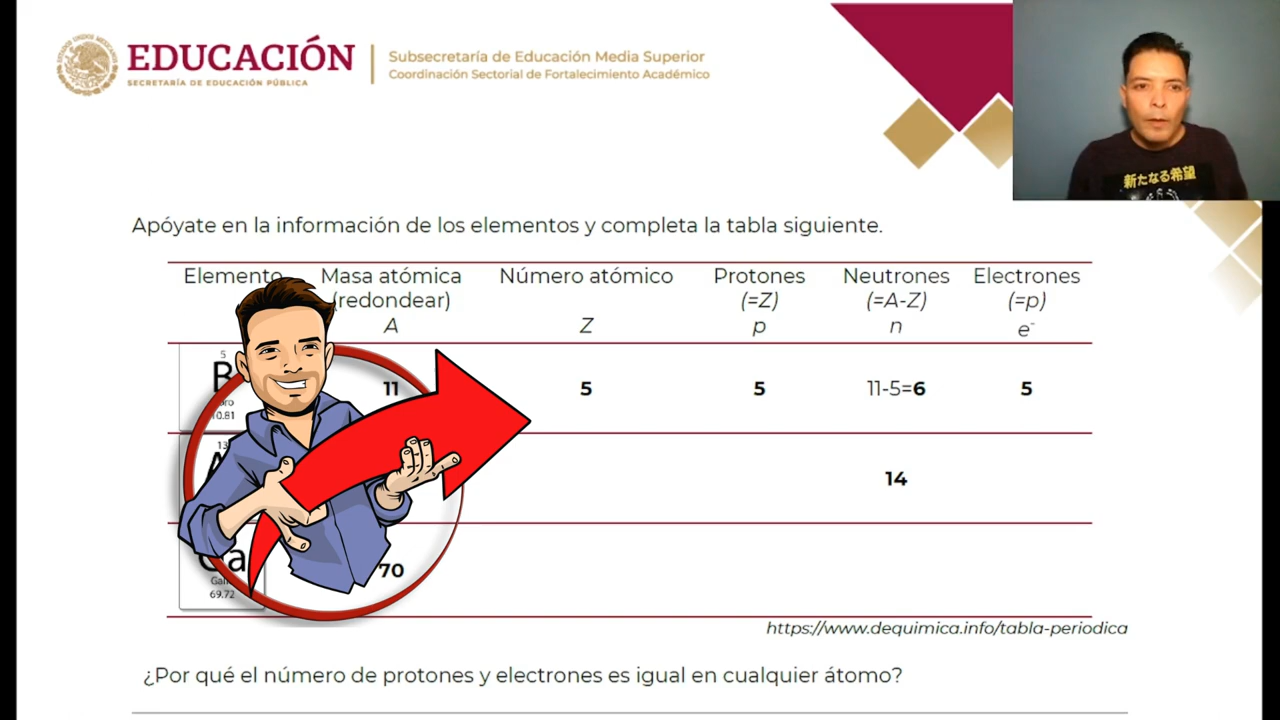 EDUCACIÓN
SECRETARÍA DE EDUCACIÓN PÚBLICA
Subsecretaría de Educación Media Superior
Coordinación Sectorial de Fortalecimiento Académico
新たなる希望
Apóyate en la información de los elementos y completa la tabla siguiente.
Elemento Masa atómica Número atómico Protones Neutrones Electrones
(redondear) (=Z) (=A-Z) (=p)
A Z p n e⁻
5
B 11 5 5 11-5=6 5
10.81
13
14
70
69.72
https://www.dequimica.info/tabla-periodica
¿Por qué el número de protones y electrones es igual en cualquier átomo?